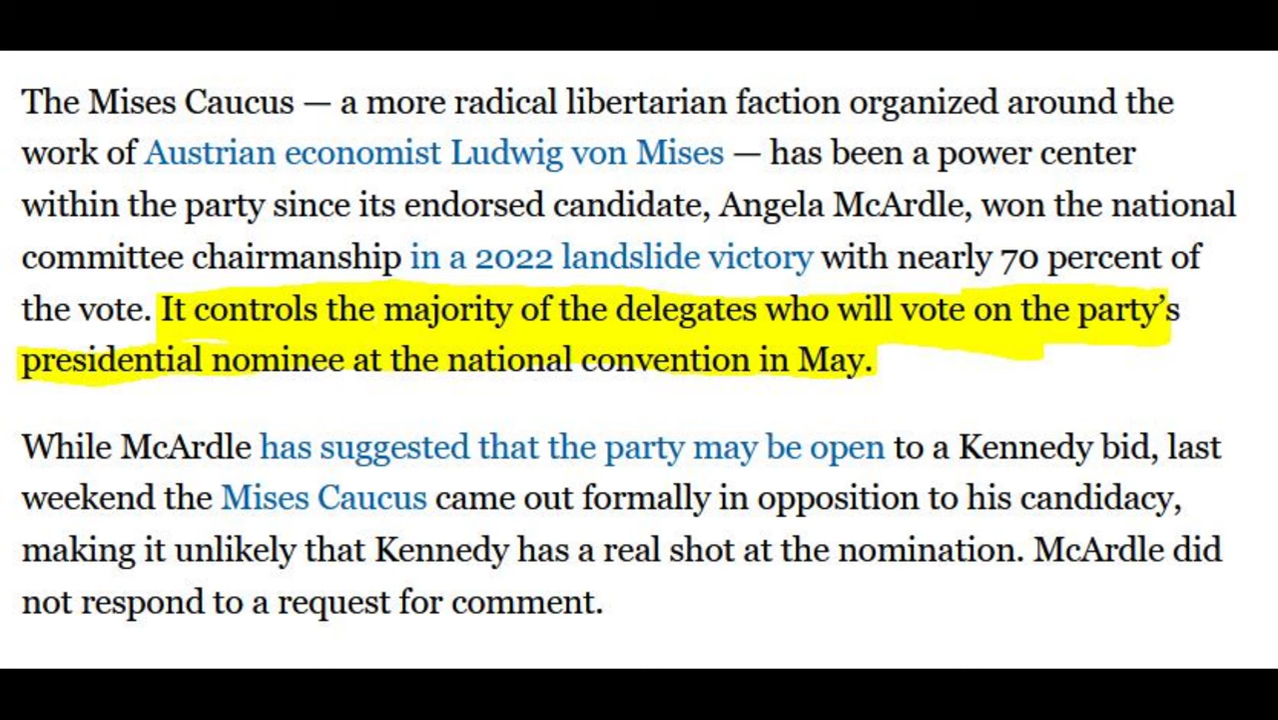 The Mises Caucus — a more radical libertarian faction organized around the
work of Austrian economist Ludwig von Mises — has been a power center
within the party since its endorsed candidate, Angela McArdle, won the national
committee chairmanship in a 2022 landslide victory with nearly 70 percent of
the vote. It controls the majority of the delegates who will vote on the party’s
presidential nominee at the national convention in May.
While McArdle has suggested that the party may be open to a Kennedy bid, last
weekend the Mises Caucus came out formally in opposition to his candidacy,
making it unlikely that Kennedy has a real shot at the nomination. McArdle did
not respond to a request for comment.